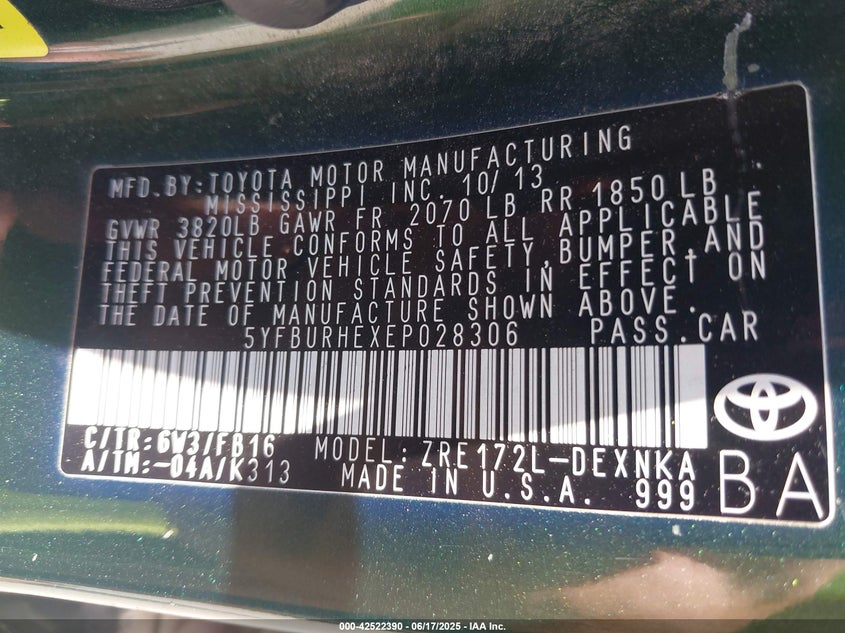 MFD.BY:TOYOTA MOTOR MANUFACTURING
MISSISSIPPI INC. 10/13
GVWR 3820LB GAWR FR 2070 LB RR 1850 LB
THIS VEHICLE CONFORMS TO ALL APPLICABLE
FEDERAL MOTOR VEHICLE SAFETY,BUMPER,AND
THEFT PREVENTION STANDARDS IN EFFECT ON
THE DATE OF MANUFACTURE SHOWN ABOVE.
5YFBURHEXEP028306 PASS.CAR
C/TR:6W3/FB16 MODEL:ZRE172L-DEXNKA
A/TM:-04A/K313 MADE IN U.S.A. 999
BA
000-42522390 | 06/17/2025 - IAA Inc.